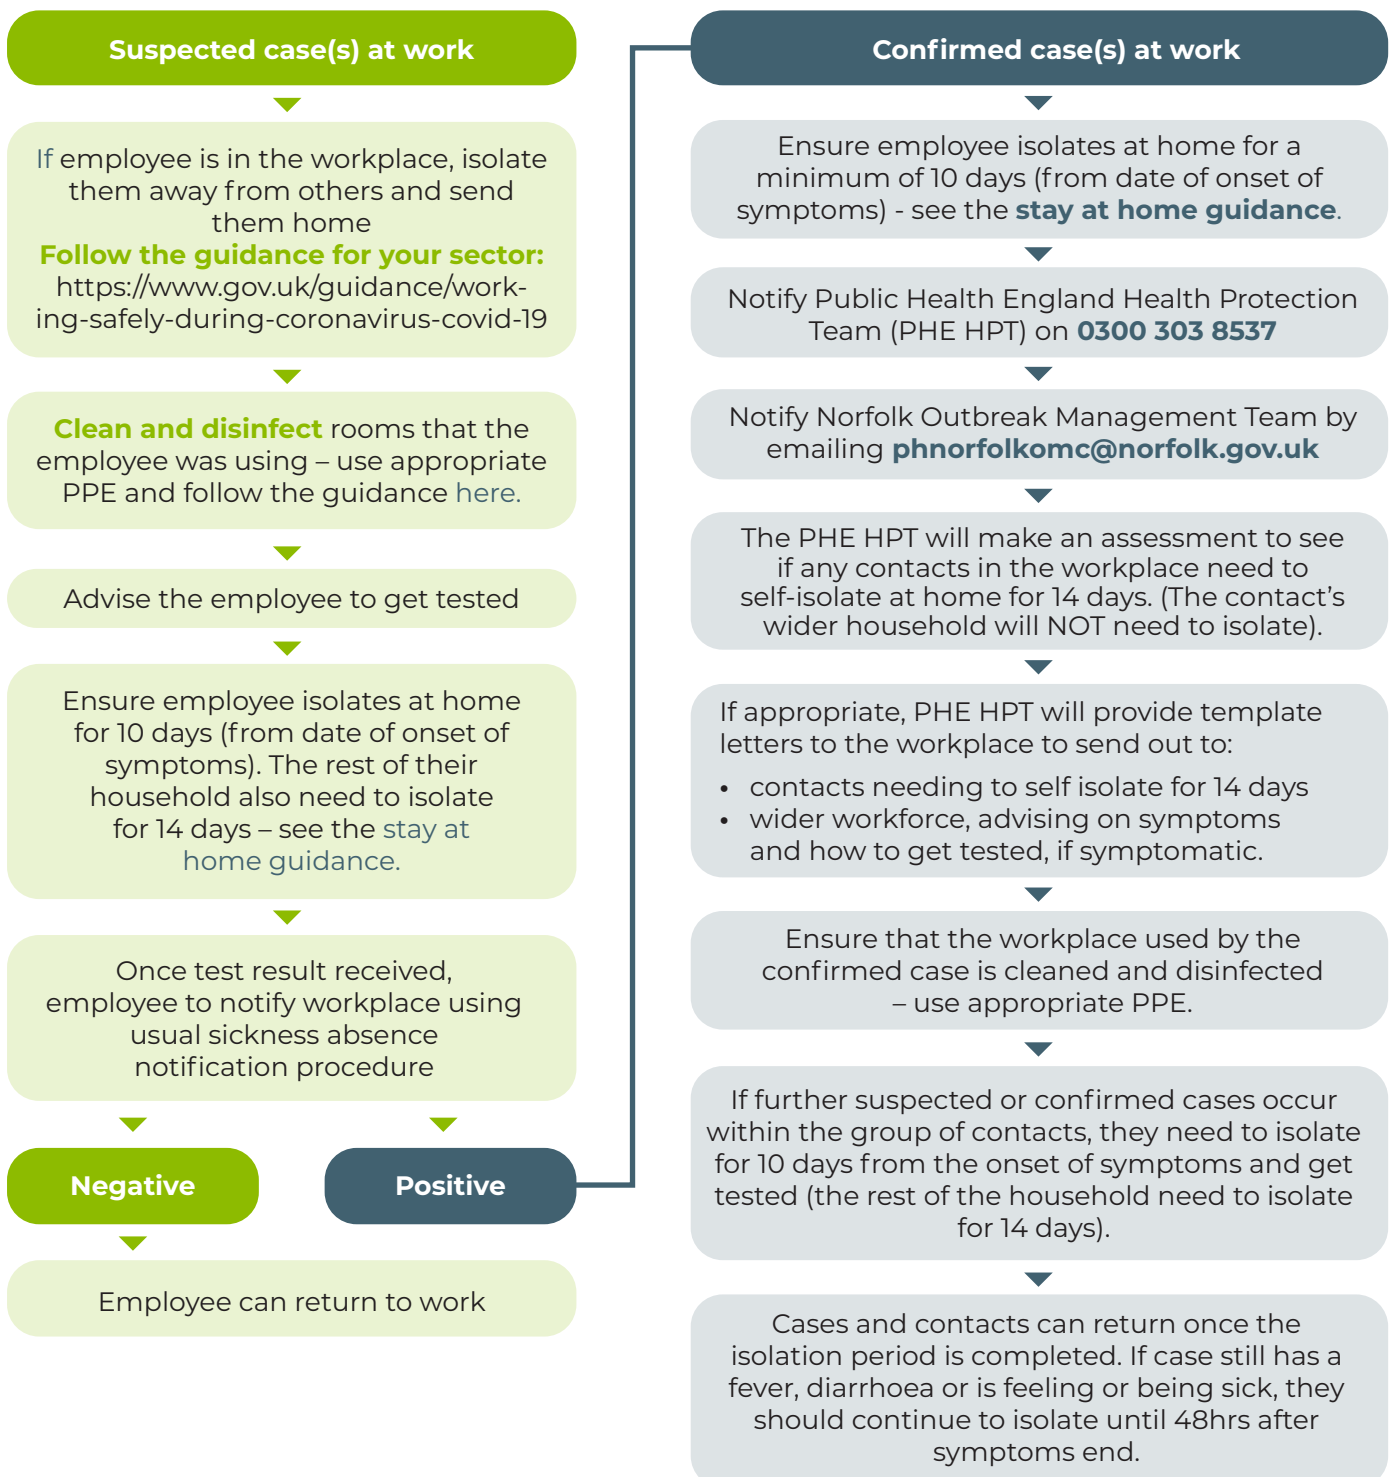 Suspected case(s) at work
If employee is in the workplace, isolate
them away from others and send
them home
Follow the guidance for your sector:
https://www.gov.uk/guidance/work-
ing-safely-during-coronavirus-covid-19
Clean and disinfect rooms that the
employee was using – use appropriate
PPE and follow the guidance here.
Advise the employee to get tested
Ensure employee isolates at home
for 10 days (from date of onset of
symptoms). The rest of their
household also need to isolate
for 14 days – see the stay at
home guidance.
Once test result received,
employee to notify workplace using
usual sickness absence
notification procedure
Negative
Positive
Employee can return to work
Confirmed case(s) at work
Ensure employee isolates at home for a
minimum of 10 days (from date of onset of
symptoms) - see the stay at home guidance.
Notify Public Health England Health Protection
Team (PHE HPT) on 0300 303 8537
Notify Norfolk Outbreak Management Team by
emailing phnorfolkomc@norfolk.gov.uk
The PHE HPT will make an assessment to see
if any contacts in the workplace need to
self-isolate at home for 14 days. (The contact's
wider household will NOT need to isolate).
If appropriate, PHE HPT will provide template
letters to the workplace to send out to:
• contacts needing to self isolate for 14 days
• wider workforce, advising on symptoms
and how to get tested, if symptomatic.
Ensure that the workplace used by the
confirmed case is cleaned and disinfected
– use appropriate PPE.
If further suspected or confirmed cases occur
within the group of contacts, they need to isolate
for 10 days from the onset of symptoms and get
tested (the rest of the household need to isolate
for 14 days).
Cases and contacts can return once the
isolation period is completed. If case still has a
fever, diarrhoea or is feeling or being sick, they
should continue to isolate until 48hrs after
symptoms end.